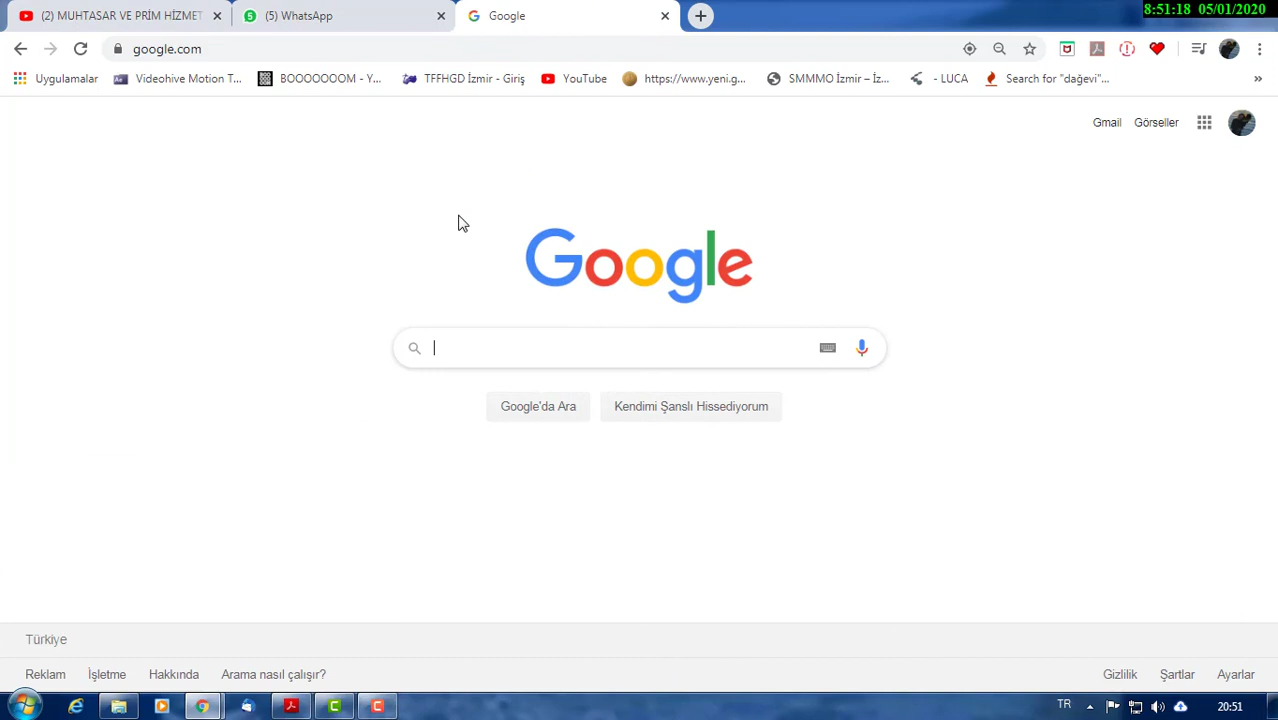 (2) MUHTASAR VE PRİM HİZMET
(5) WhatsApp
Google
8:51:18 05/01/2020
google.com
Uygulamalar
Videohive Motion T...
BOOOOOOOM - Y...
TFFHGD İzmir - Giriş
YouTube
https://www.yeni.g...
SMMMO İzmir – İz...
- LUCA
Search for "dağevi"...
»
Gmail
Görseller
Google
Google'da Ara
Kendimi Şanslı Hissediyorum
Türkiye
Reklam
İşletme
Hakkında
Arama nasıl çalışır?
Gizlilik
Şartlar
Ayarlar
TR
20:51